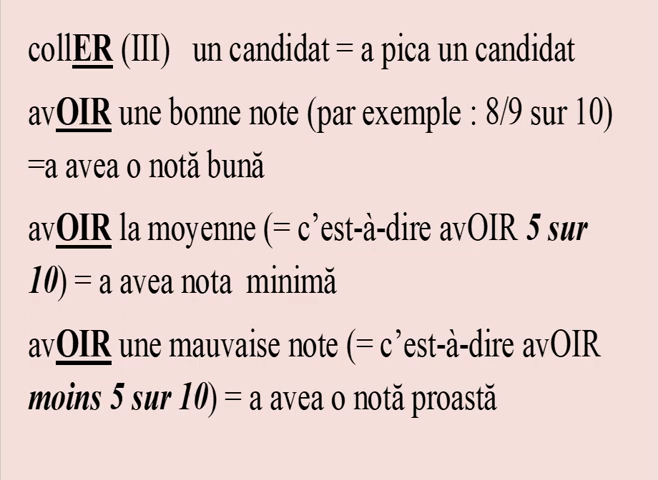 collER (III) un candidat = a pica un candidat
avOIR une bonne note (par exemple : 8/9 sur 10)
=a avea o notă bună
avOIR la moyenne (= c’est-à-dire avOIR 5 sur
10) = a avea nota minimă
avOIR une mauvaise note (= c’est-à-dire avOIR
moins 5 sur 10) = a avea o notă proastă